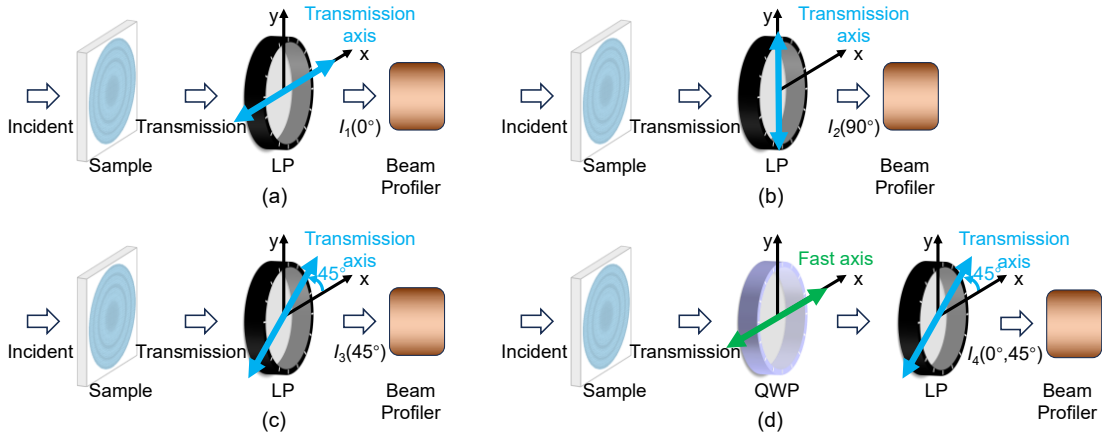 y
Transmission
axis
x
Incident
Transmission
I₁(0°)
Sample
LP
Beam
Profiler
(a)
y
Transmission
axis
x
Incident
Transmission
I₂(90°)
Sample
LP
Beam
Profiler
(b)
y
Transmission
axis
45°
x
Incident
Transmission
I₃(45°)
Sample
LP
Beam
Profiler
(c)
y
Fast axis
x
y
Transmission
axis
45°
x
Incident
Transmission
I₄(0°,45°)
Sample
QWP
LP
Beam
Profiler
(d)